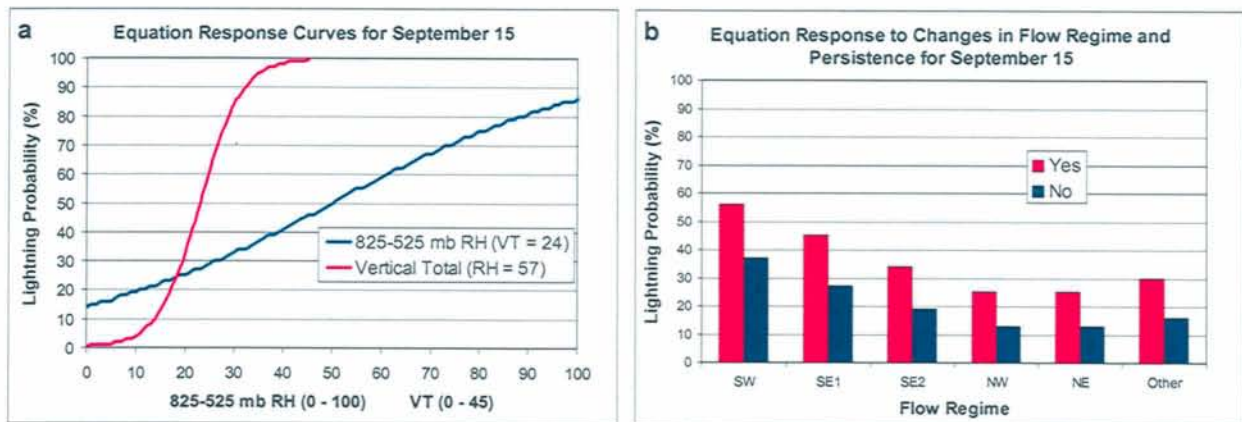 a
Equation Response Curves for September 15
Lightning Probability (%)
100
90
80
70
60
50
40
30
20
10
0
825-525 mb RH (VT = 24)
Vertical Total (RH = 57)
0 10 20 30 40 50 60 70 80 90 100
825-525 mb RH (0 - 100) VT (0 - 45)
b
Equation Response to Changes in Flow Regime and
Persistence for September 15
Lightning Probability (%)
100
90
80
70
60
50
40
30
20
10
0
Yes
No
SW SE1 SE2 NW NE Other
Flow Regime